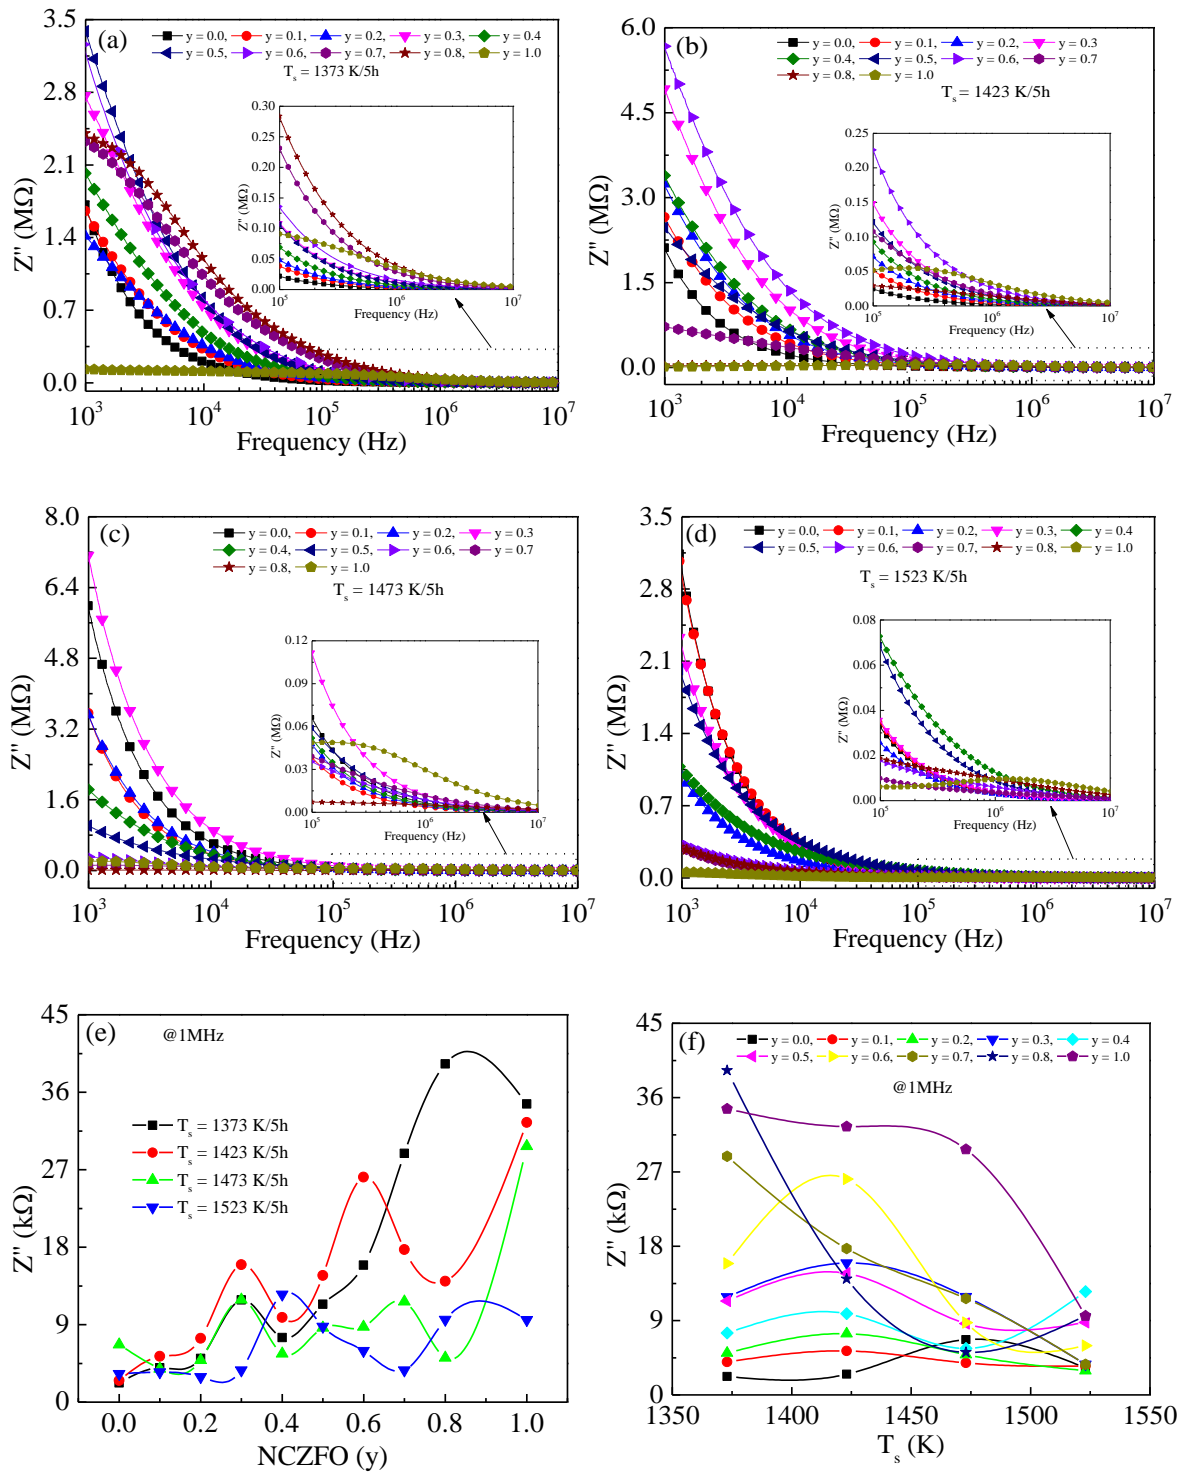 (a)
y = 0.0, y = 0.1, y = 0.2, y = 0.3, y = 0.4
y = 0.5, y = 0.6, y = 0.7, y = 0.8, y = 1.0
T_s = 1373 K/5h
3.5
2.8
2.1
1.4
0.7
0.0
Z'' (MΩ)
10^3 10^4 10^5 10^6 10^7
Frequency (Hz)
0.30
0.25
0.20
0.15
0.10
0.05
0.00
Z'' (MΩ)
10^5 10^6 10^7
Frequency (Hz)
(b)
y = 0.0, y = 0.1, y = 0.2, y = 0.3
y = 0.4, y = 0.5, y = 0.6, y = 0.7
y = 0.8, y = 1.0
T_s = 1423 K/5h
6.0
4.5
3.0
1.5
0.0
Z'' (MΩ)
10^3 10^4 10^5 10^6 10^7
Frequency (Hz)
0.25
0.20
0.15
0.10
0.05
0.00
Z'' (MΩ)
10^5 10^6 10^7
Frequency (Hz)
(c)
y = 0.0, y = 0.1, y = 0.2, y = 0.3
y = 0.4, y = 0.5, y = 0.6, y = 0.7
y = 0.8, y = 1.0
T_s = 1473 K/5h
8.0
6.4
4.8
3.2
1.6
0.0
Z'' (MΩ)
10^3 10^4 10^5 10^6 10^7
Frequency (Hz)
0.12
0.09
0.06
0.03
0.00
Z'' (MΩ)
10^5 10^6 10^7
Frequency (Hz)
(d)
y = 0.0, y = 0.1, y = 0.2, y = 0.3, y = 0.4
y = 0.5, y = 0.6, y = 0.7, y = 0.8, y = 1.0
T_s = 1523 K/5h
3.5
2.8
2.1
1.4
0.7
0.0
Z'' (MΩ)
10^3 10^4 10^5 10^6 10^7
Frequency (Hz)
0.08
0.06
0.04
0.02
0.00
Z'' (MΩ)
10^5 10^6 10^7
Frequency (Hz)
(e)
@1MHz
T_s = 1373 K/5h
T_s = 1423 K/5h
T_s = 1473 K/5h
T_s = 1523 K/5h
45
36
27
18
9
0
Z'' (kΩ)
0.0 0.2 0.4 0.6 0.8 1.0
NCZFO (y)
(f)
y = 0.0, y = 0.1, y = 0.2, y = 0.3, y = 0.4
y = 0.5, y = 0.6, y = 0.7, y = 0.8, y = 1.0
@1MHz
45
36
27
18
9
0
Z'' (kΩ)
1350 1400 1450 1500 1550
T_s (K)